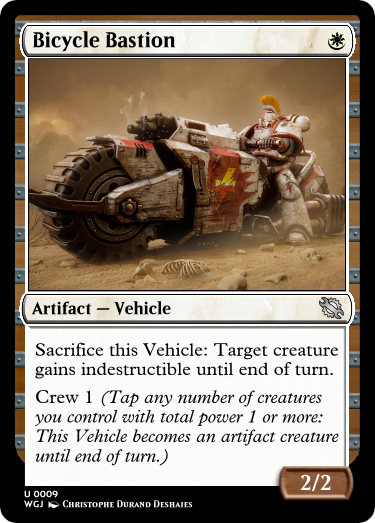 Bicycle Bastion
Artifact — Vehicle
Sacrifice this Vehicle: Target creature
gains indestructible until end of turn.
Crew 1 (Tap any number of creatures
you control with total power 1 or more:
This Vehicle becomes an artifact creature
until end of turn.)
2/2
U 0009
WGJ Christophe Durand Deshaies